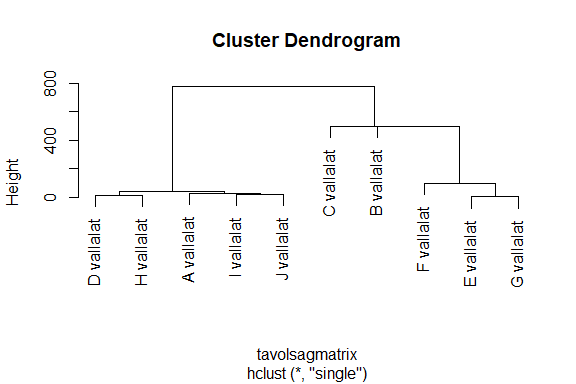 Cluster Dendrogram
Height
800
400
0
D vallalat
H vallalat
A vallalat
I vallalat
J vallalat
C vallalat
B vallalat
F vallalat
E vallalat
G vallalat
tavolsagmatrix
hclust (*, "single")